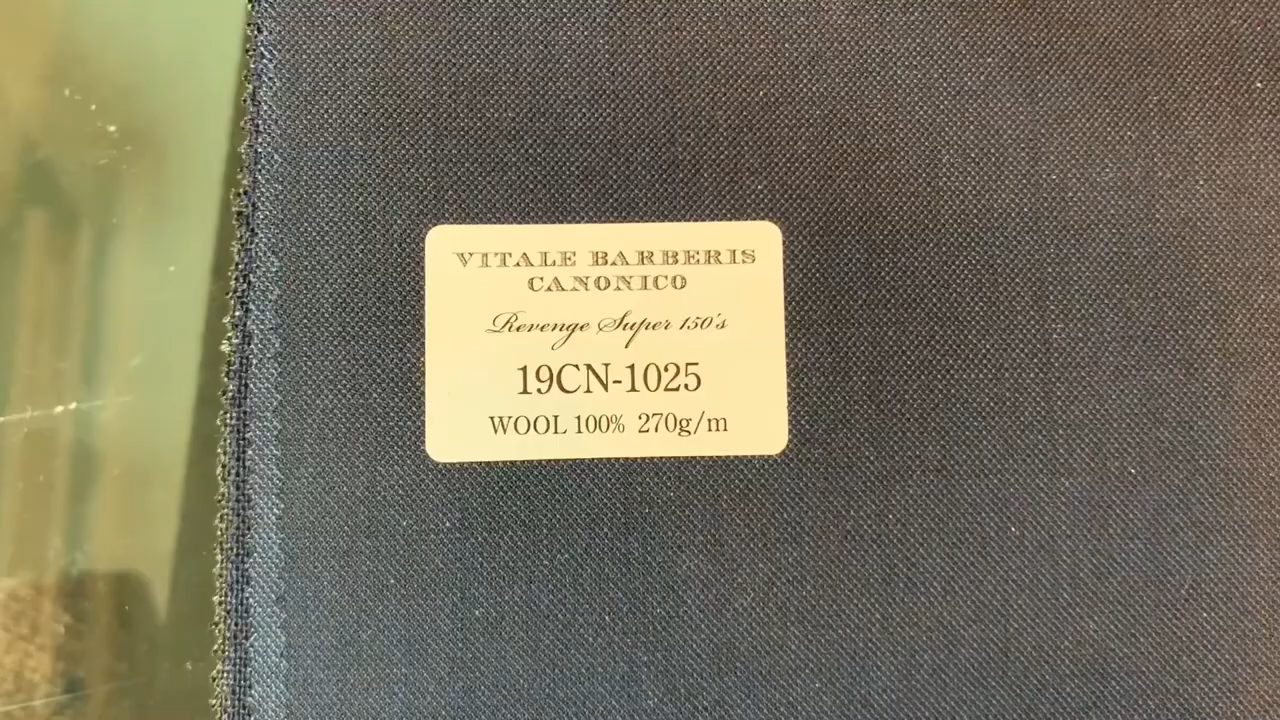 VITALE BARBERIS
CANONICO
Revenge Super 150's
19CN-1025
WOOL 100% 270g/m